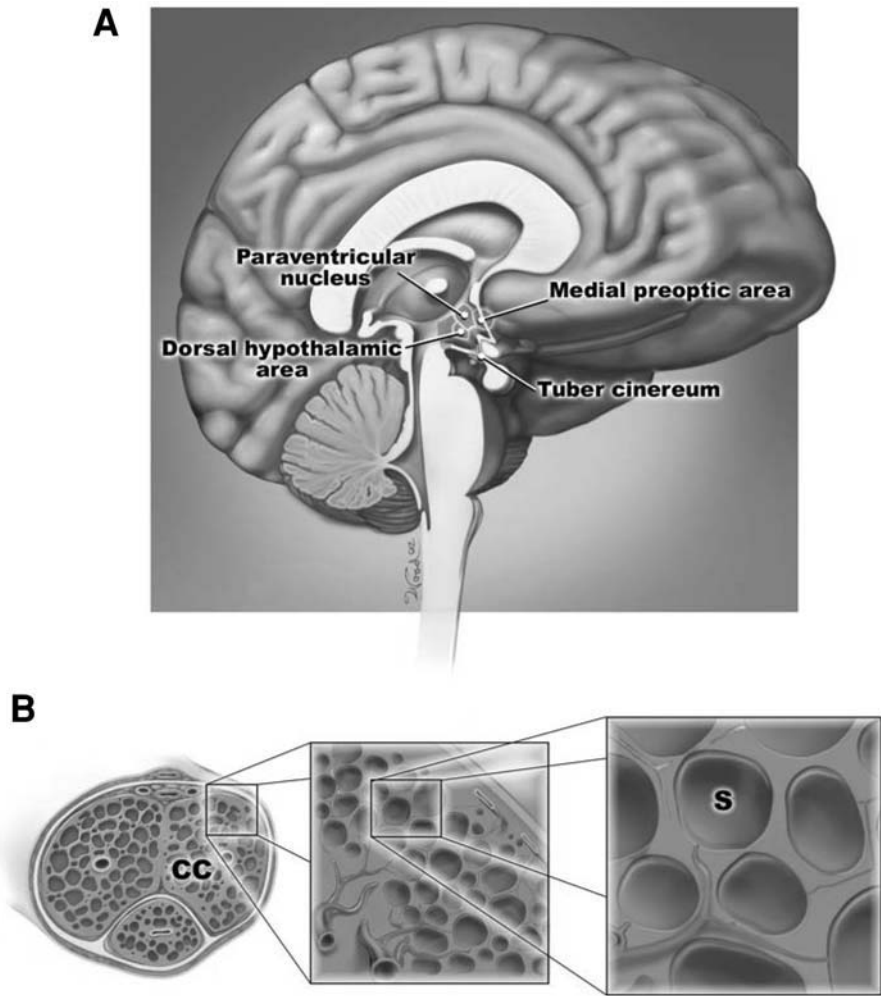 A
Paraventricular
nucleus
Medial preoptic area
Dorsal hypothalamic
area
Tuber cinereum
B
CC
S